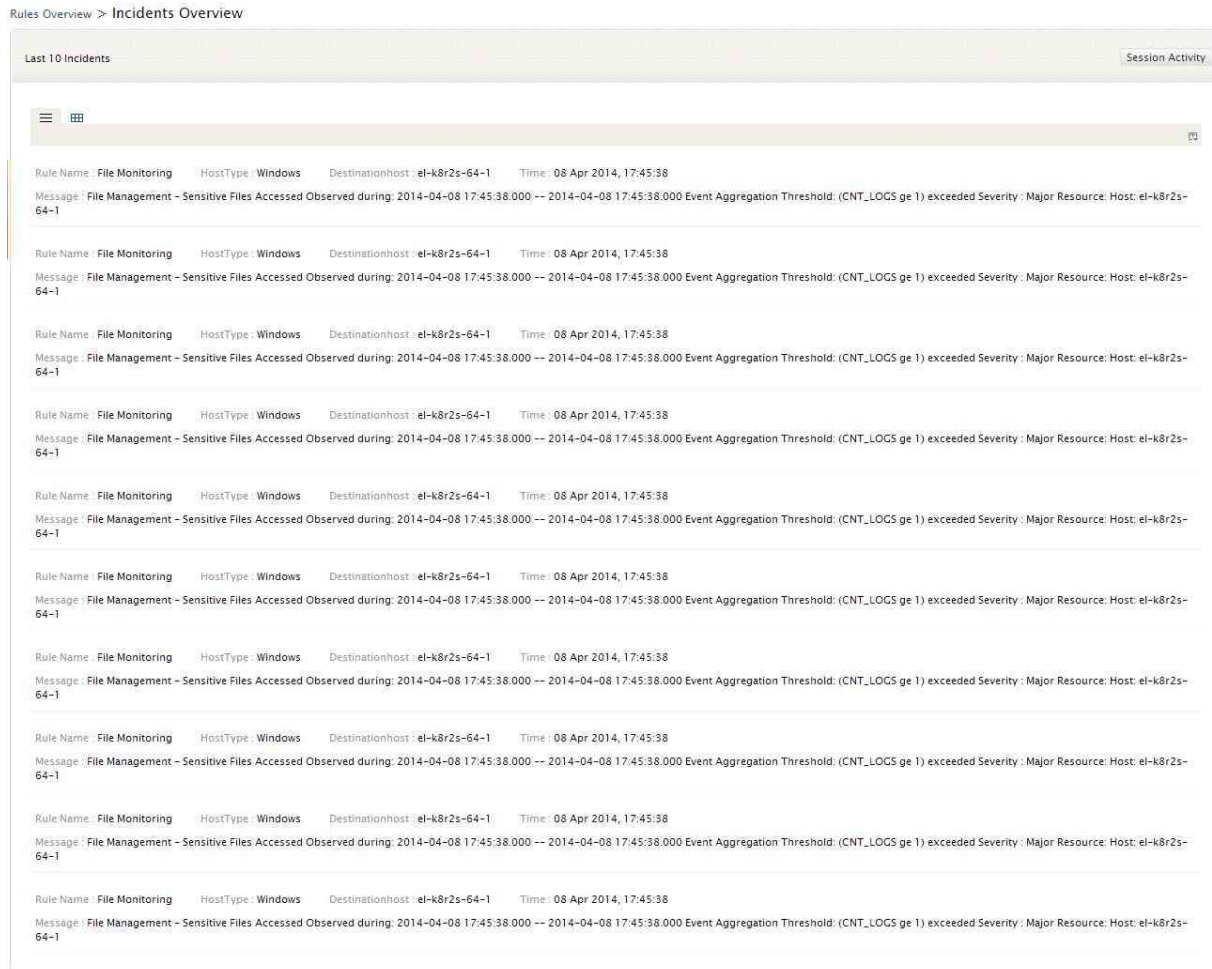 Rules Overview > Incidents Overview
Last 10 Incidents
Session Activity
Rule Name : File Monitoring HostType : Windows Destinationhost : el-k8r2s-64-1 Time : 08 Apr 2014, 17:45:38
Message : File Management - Sensitive Files Accessed Observed during: 2014-04-08 17:45:38.000 -- 2014-04-08 17:45:38.000 Event Aggregation Threshold: (CNT_LOGS ge 1) exceeded Severity : Major Resource: Host: el-k8r2s-
64-1
Rule Name : File Monitoring HostType : Windows Destinationhost : el-k8r2s-64-1 Time : 08 Apr 2014, 17:45:38
Message : File Management - Sensitive Files Accessed Observed during: 2014-04-08 17:45:38.000 -- 2014-04-08 17:45:38.000 Event Aggregation Threshold: (CNT_LOGS ge 1) exceeded Severity : Major Resource: Host: el-k8r2s-
64-1
Rule Name : File Monitoring HostType : Windows Destinationhost : el-k8r2s-64-1 Time : 08 Apr 2014, 17:45:38
Message : File Management - Sensitive Files Accessed Observed during: 2014-04-08 17:45:38.000 -- 2014-04-08 17:45:38.000 Event Aggregation Threshold: (CNT_LOGS ge 1) exceeded Severity : Major Resource: Host: el-k8r2s-
64-1
Rule Name : File Monitoring HostType : Windows Destinationhost : el-k8r2s-64-1 Time : 08 Apr 2014, 17:45:38
Message : File Management - Sensitive Files Accessed Observed during: 2014-04-08 17:45:38.000 -- 2014-04-08 17:45:38.000 Event Aggregation Threshold: (CNT_LOGS ge 1) exceeded Severity : Major Resource: Host: el-k8r2s-
64-1
Rule Name : File Monitoring HostType : Windows Destinationhost : el-k8r2s-64-1 Time : 08 Apr 2014, 17:45:38
Message : File Management - Sensitive Files Accessed Observed during: 2014-04-08 17:45:38.000 -- 2014-04-08 17:45:38.000 Event Aggregation Threshold: (CNT_LOGS ge 1) exceeded Severity : Major Resource: Host: el-k8r2s-
64-1
Rule Name : File Monitoring HostType : Windows Destinationhost : el-k8r2s-64-1 Time : 08 Apr 2014, 17:45:38
Message : File Management - Sensitive Files Accessed Observed during: 2014-04-08 17:45:38.000 -- 2014-04-08 17:45:38.000 Event Aggregation Threshold: (CNT_LOGS ge 1) exceeded Severity : Major Resource: Host: el-k8r2s-
64-1
Rule Name : File Monitoring HostType : Windows Destinationhost : el-k8r2s-64-1 Time : 08 Apr 2014, 17:45:38
Message : File Management - Sensitive Files Accessed Observed during: 2014-04-08 17:45:38.000 -- 2014-04-08 17:45:38.000 Event Aggregation Threshold: (CNT_LOGS ge 1) exceeded Severity : Major Resource: Host: el-k8r2s-
64-1
Rule Name : File Monitoring HostType : Windows Destinationhost : el-k8r2s-64-1 Time : 08 Apr 2014, 17:45:38
Message : File Management - Sensitive Files Accessed Observed during: 2014-04-08 17:45:38.000 -- 2014-04-08 17:45:38.000 Event Aggregation Threshold: (CNT_LOGS ge 1) exceeded Severity : Major Resource: Host: el-k8r2s-
64-1
Rule Name : File Monitoring HostType : Windows Destinationhost : el-k8r2s-64-1 Time : 08 Apr 2014, 17:45:38
Message : File Management - Sensitive Files Accessed Observed during: 2014-04-08 17:45:38.000 -- 2014-04-08 17:45:38.000 Event Aggregation Threshold: (CNT_LOGS ge 1) exceeded Severity : Major Resource: Host: el-k8r2s-
64-1
Rule Name : File Monitoring HostType : Windows Destinationhost : el-k8r2s-64-1 Time : 08 Apr 2014, 17:45:38
Message : File Management - Sensitive Files Accessed Observed during: 2014-04-08 17:45:38.000 -- 2014-04-08 17:45:38.000 Event Aggregation Threshold: (CNT_LOGS ge 1) exceeded Severity : Major Resource: Host: el-k8r2s-
64-1